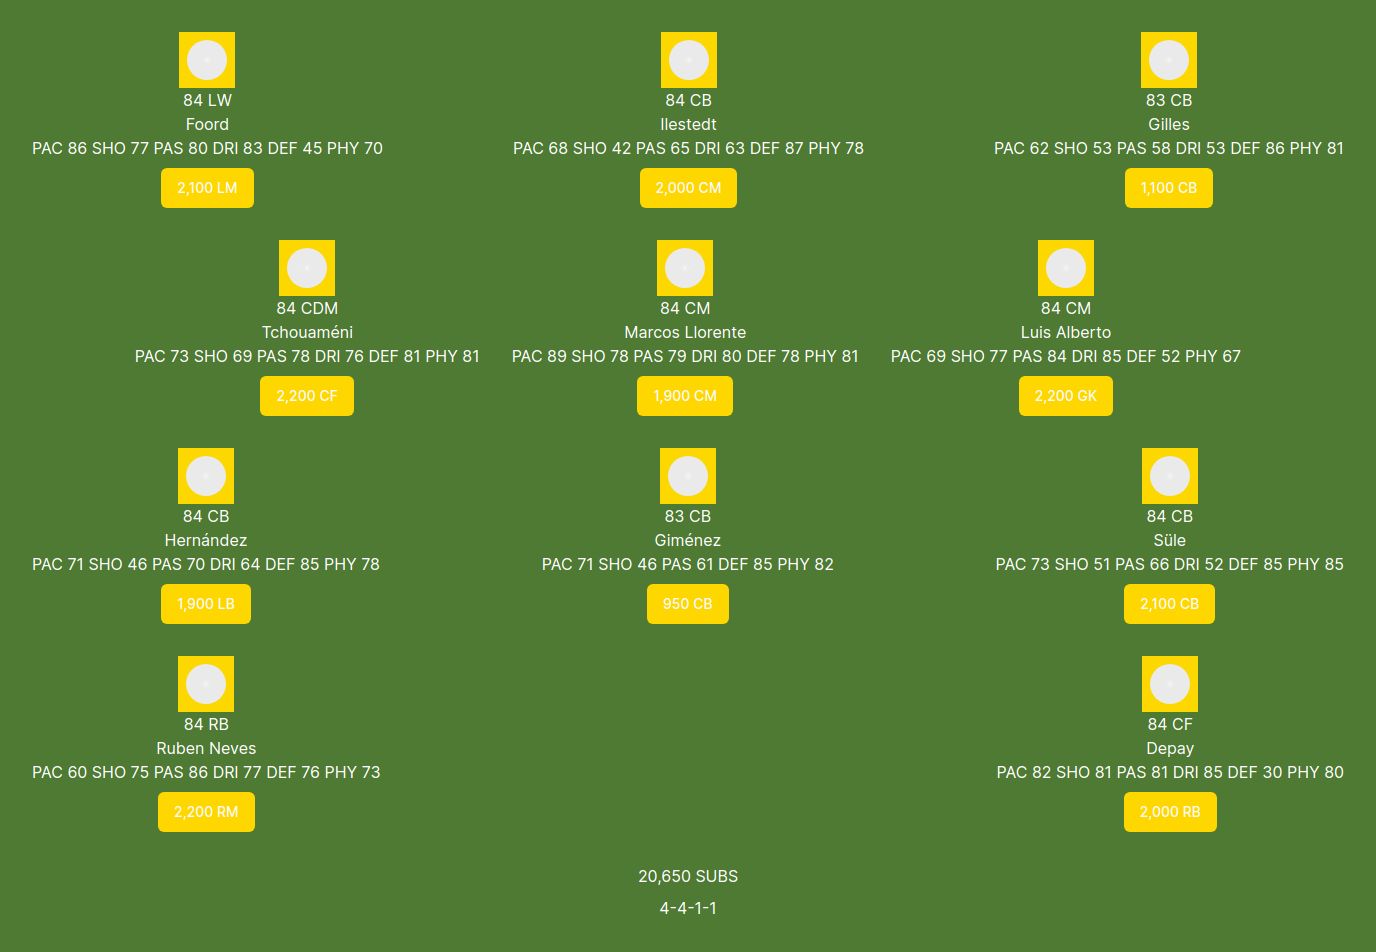 84 LW
Foord
PAC 86 SHO 77 PAS 80 DRI 83 DEF 45 PHY 70
2,100 LM
84 CB
Ilestedt
PAC 68 SHO 42 PAS 65 DRI 63 DEF 87 PHY 78
2,000 CM
83 CB
Gilles
PAC 62 SHO 53 PAS 58 DRI 53 DEF 86 PHY 81
1,100 CB
84 CDM
Tchouaméni
PAC 73 SHO 69 PAS 78 DRI 76 DEF 81 PHY 81
2,200 CF
84 CM
Marcos Llorente
PAC 89 SHO 78 PAS 79 DRI 80 DEF 78 PHY 81
1,900 CM
84 CM
Luis Alberto
PAC 69 SHO 77 PAS 84 DRI 85 DEF 52 PHY 67
2,200 GK
84 CB
Hernández
PAC 71 SHO 46 PAS 70 DRI 64 DEF 85 PHY 78
1,900 LB
83 CB
Giménez
PAC 71 SHO 46 PAS 61 DEF 85 PHY 82
950 CB
84 CB
Süle
PAC 73 SHO 51 PAS 66 DRI 52 DEF 85 PHY 85
2,100 CB
84 RB
Ruben Neves
PAC 60 SHO 75 PAS 86 DRI 77 DEF 76 PHY 73
2,200 RM
84 CF
Depay
PAC 82 SHO 81 PAS 81 DRI 85 DEF 30 PHY 80
2,000 RB
20,650 SUBS
4-4-1-1